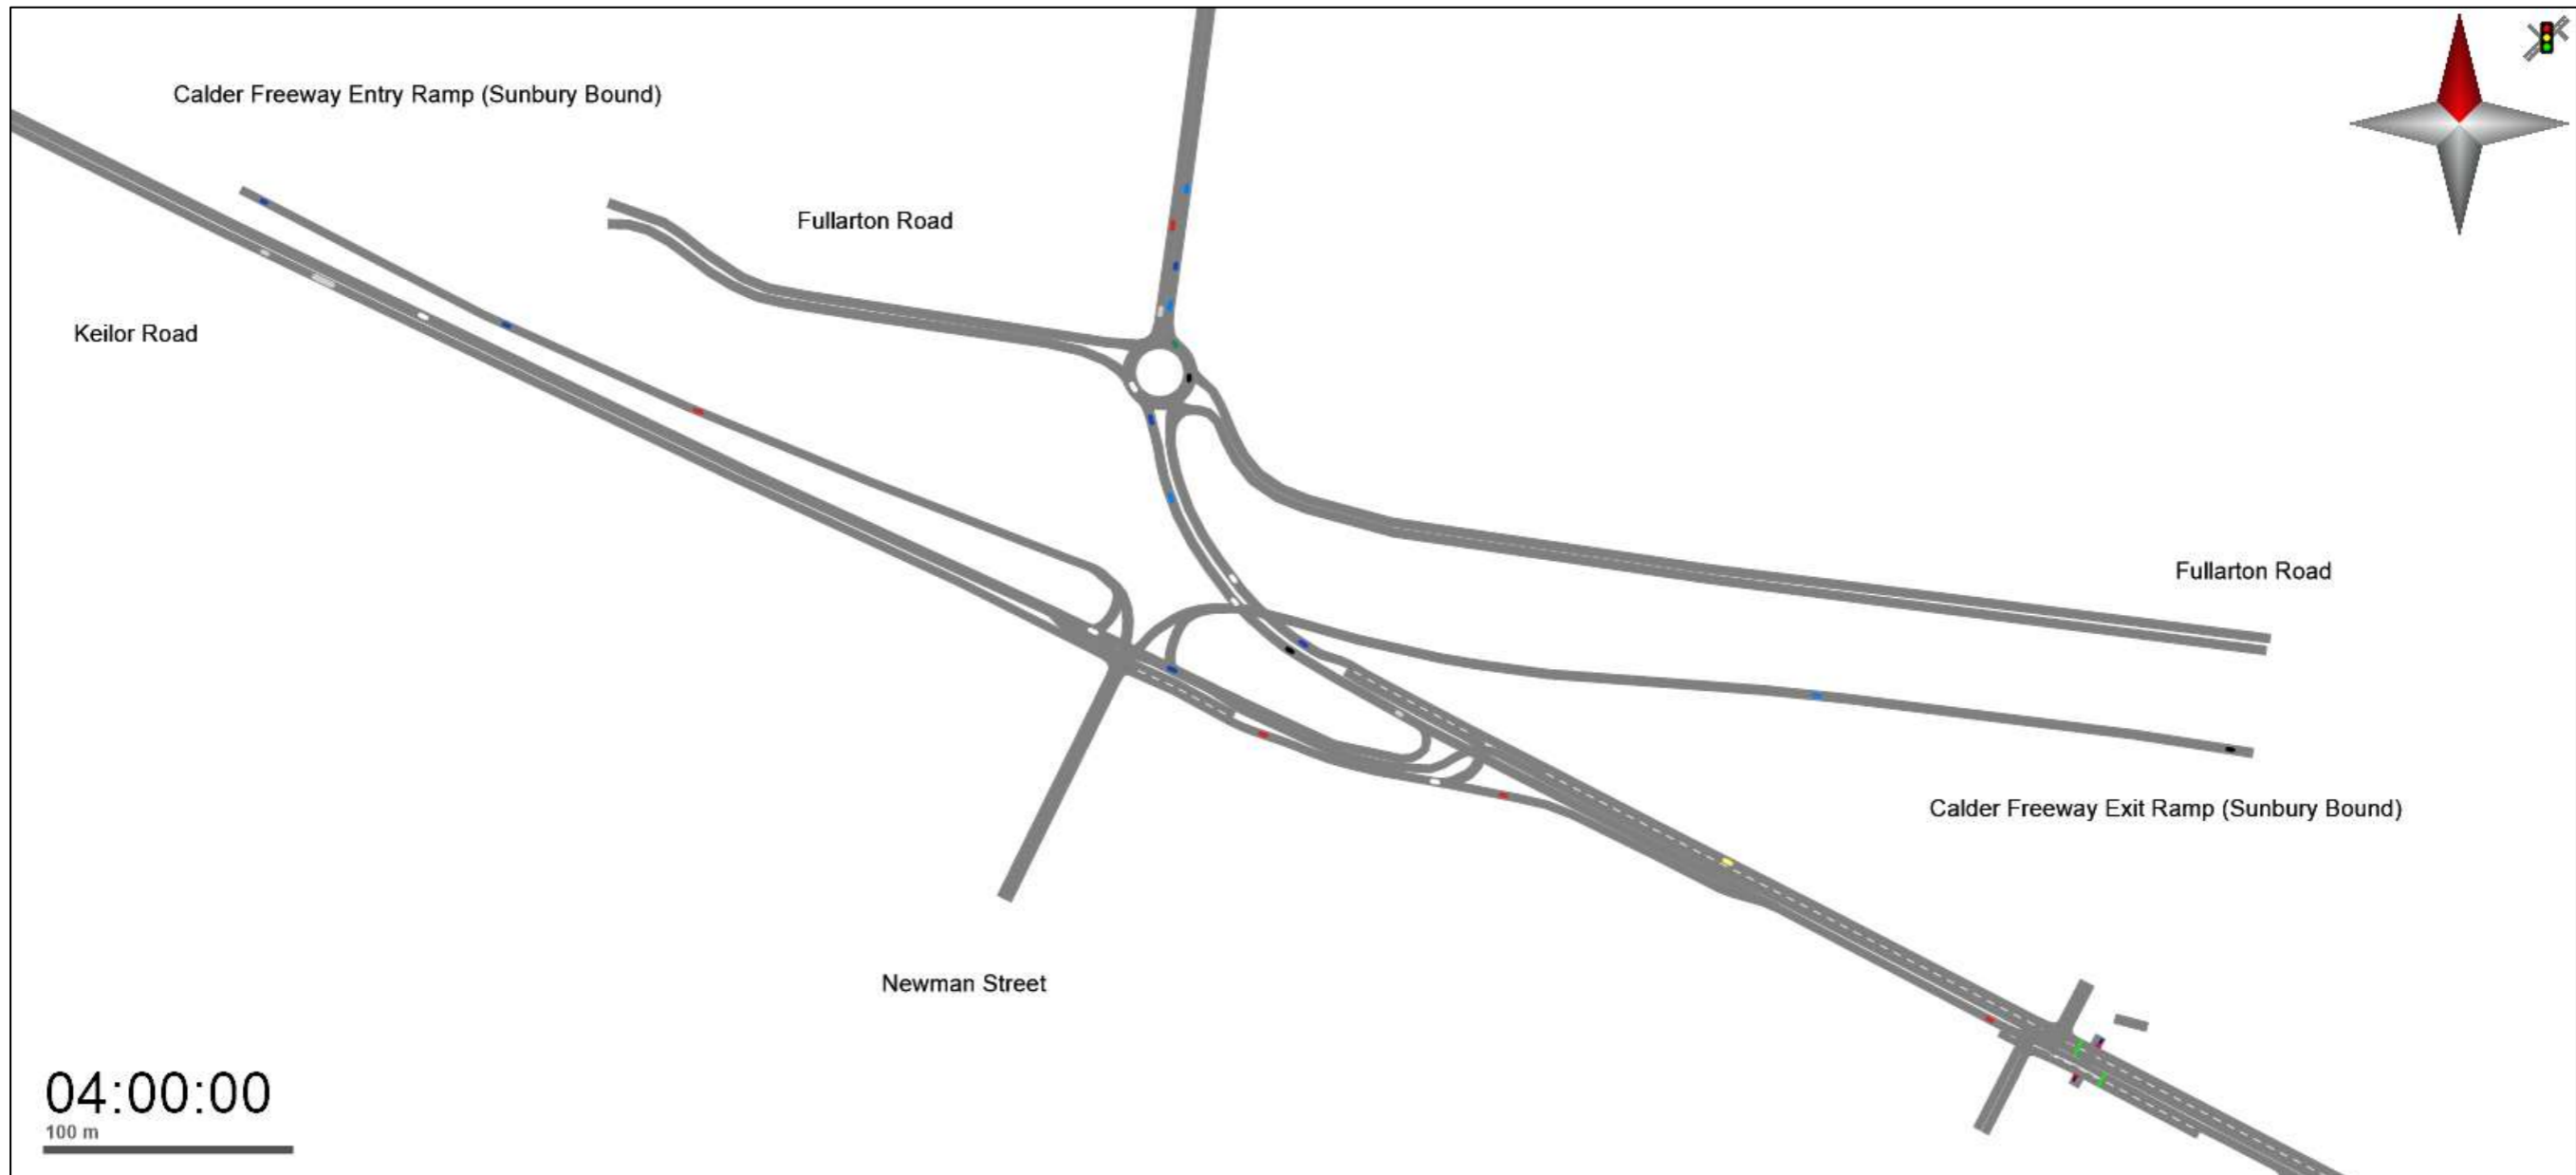 Calder Freeway Entry Ramp (Sunbury Bound)
Fullarton Road
Keilor Road
Fullarton Road
Calder Freeway Exit Ramp (Sunbury Bound)
Newman Street
04:00:00
100 m